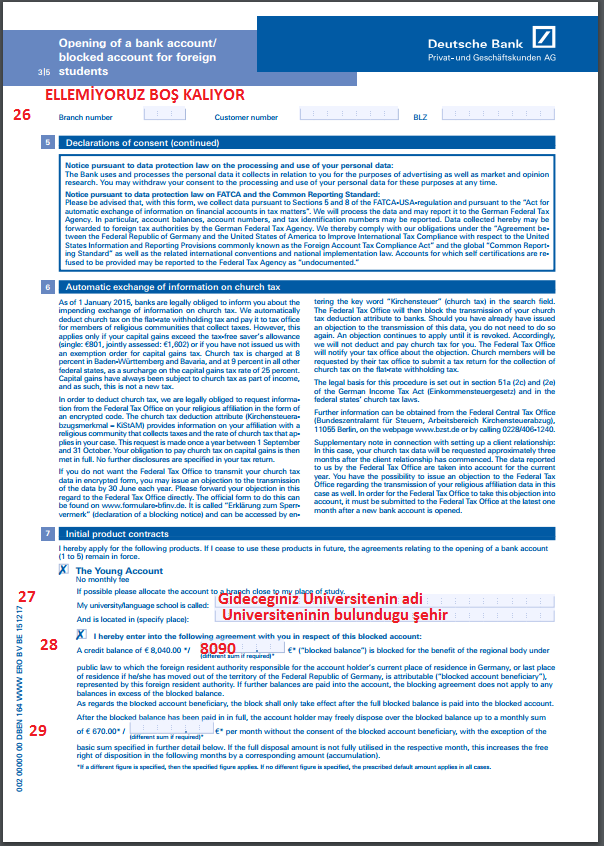 Opening of a bank account/
blocked account for foreign
3|5 students
Deutsche Bank
Privat- und Geschäftskunden AG
ELLEMİYORUZ BOŞ KALIYOR
26
Branch number
Customer number
BLZ
5 Declarations of consent (continued)
Notice pursuant to data protection law on the processing and use of your personal data:
The Bank uses and processes the personal data it collects in relation to you for the purposes of advertising as well as market and opinion
research. You may withdraw your consent to the processing and use of your personal data for these purposes at any time.
Notice pursuant to data protection law on FATCA and the Common Reporting Standard:
Please be advised that, with this form, we collect data pursuant to Sections 5 and 8 of the FATCA-USA-regulation and pursuant to the "Act for
automatic exchange of information on financial accounts in tax matters". We will process the data and may report it to the German Federal Tax
Agency. In particular, account balances, account numbers, and tax identity numbers may be reported. Data collected hereby may be
forwarded to foreign tax authorities by the German Federal Tax Agency. We thereby comply with our obligations under the "Agreement be-
tween the Federal Republic of Germany and the United States of America to Improve International Tax Compliance with respect to the United
States Information and Reporting Provisions commonly known as the Foreign Account Tax Compliance Act" and the global "Common Report-
ing Standard" as well as the related international conventions and national implementation law. Accounts for which self certifications are re-
fused to be provided may be reported to the Federal Tax Agency as "undocumented."
6 Automatic exchange of information on church tax
As of 1 January 2015, banks are legally obliged to inform you about the
impending exchange of information on church tax. We automatically
deduct church tax on the flat-rate withholding tax and pay it to tax office
for members of religious communities that collect taxes. However, this
applies only if your capital gains exceed the tax-free saver's allowance
(single: €801, jointly assessed: €1,602) or if you have not issued us with
an exemption order for capital gains tax. Church tax is charged at 8
percent in Baden-Württemberg and Bavaria, and at 9 percent in all other
federal states, as a surcharge on the capital gains tax rate of 25 percent.
Capital gains have always been subject to church tax as part of income,
and as such, this is not a new tax.
In order to deduct church tax, we are legally obliged to request informa-
tion from the Federal Tax Office on your religious affiliation in the form of
an encrypted code. The church tax deduction attribute (Kirchensteuera-
bzugsmerkmal = KiStAM) provides information on your affiliation with a
religious community that collects taxes and the rate of church tax that ap-
plies in your case. This request is made once a year between 1 September
and 31 October. Your obligation to pay church tax on capital gains is then
met in full. No further disclosures are specified in your tax return.
If you do not want the Federal Tax Office to transmit your church tax
data in encrypted form, you may issue an objection to the transmission
of the data by 30 June each year. Please forward your objection in this
regard to the Federal Tax Office directly. The official form to do this can
be found on www.formulare-bfinv.de. It is called "Erklärung zum Sperr-
vermerk" (declaration of a blocking notice) and can be accessed by en-
tering the key word "Kirchensteuer" (church tax) in the search field.
The Federal Tax Office will then block the transmission of your church
tax deduction attribute to banks. Should you have already have issued
an objection to the transmission of this data, you do not need to do so
again. An objection continues to apply until it is revoked. Accordingly,
we will not deduct and pay church tax for you. The Federal Tax Office
will notify your tax office about the objection. Church members will be
requested by their tax office to submit a tax return for the collection of
church tax on the flat-rate withholding tax.
The legal basis for this procedure is set out in section 51a (2c) and (2e)
of the German Income Tax Act (Einkommensteuergesetz) and in the
federal states' church tax laws.
Further information can be obtained from the Federal Central Tax Office
(Bundeszentralamt für Steuern, Arbeitsbereich Kirchensteuerabzug),
11055 Berlin, on the webpage www.bzst.de or by calling 0228/406-1240.
Supplementary note in connection with setting up a client relationship:
In this case, your church tax data will be requested approximately three
months after the client relationship has commenced. The data reported
to us by the Federal Tax Office are taken into account for the current
year. You have the possibility to issue an objection to the Federal Tax
Office regarding the transmission of your religious affiliation data in this
case as well. In order for the Federal Tax Office to take this objection into
account, it must be submitted to the Federal Tax Office at the latest one
month after a new bank account is opened.
7 Initial product contracts
I hereby apply for the following products. If I cease to use these products in future, the agreements relating to the opening of a bank account
(1 to 5) remain in force.
X The Young Account
No monthly fee
If possible please allocate the account to a branch close to my place of study.
27
My university/language school is called: Gideceginiz Universitenin adi
And is located in (specify place): Universiteninin bulundugu şehir
X I hereby enter into the following agreement with you in respect of this blocked account:
28
A credit balance of € 8,040.00 */ 8090 €* ("blocked balance") is blocked for the benefit of the regional body under
(different sum if required)*
public law to which the foreign resident authority responsible for the account holder's current place of residence in Germany, or last place
of residence if he/she has moved out of the territory of the Federal Republic of Germany, is attributable ("blocked account beneficiary"),
represented by this foreign resident authority. If further balances are paid into the account, the blocking agreement does not apply to any
balances in excess of the blocked balance.
As regards the blocked account beneficiary, the block shall only take effect after the full blocked balance is paid into the blocked account.
After the blocked balance has been paid in in full, the account holder may freely dispose over the blocked balance up to a monthly sum
29
of € 670.00* / €* per month without the consent of the blocked account beneficiary, with the exception of the
(different sum if required)*
basic sum specified in further detail below. If the full disposal amount is not fully utilised in the respective month, this increases the free
right of disposition in the following months by a corresponding amount (accumulation).
*If a different figure is specified, then the specified figure applies. If no different figure is specified, the prescribed default amount applies in all cases.
002 00000 00 DBEN 164 WWW ERO BV BE 151217